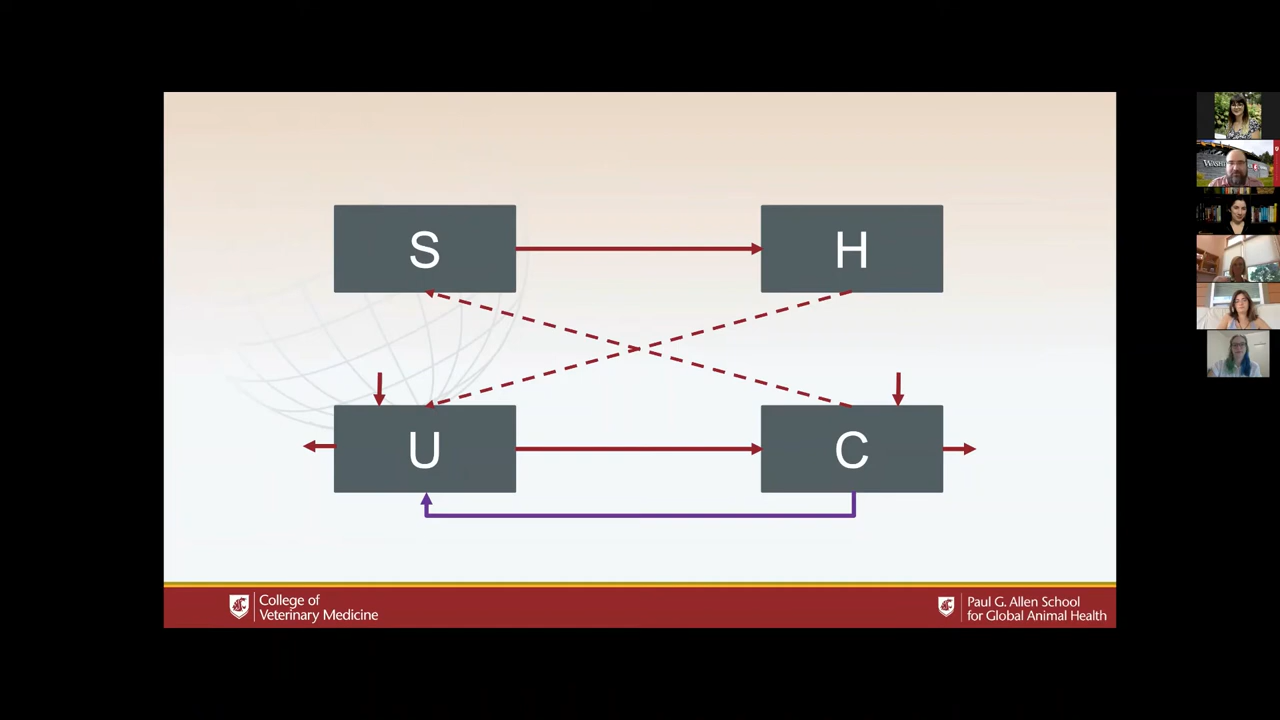 S
H
U
C
College of
Veterinary Medicine
Paul G. Allen School
for Global Animal Health